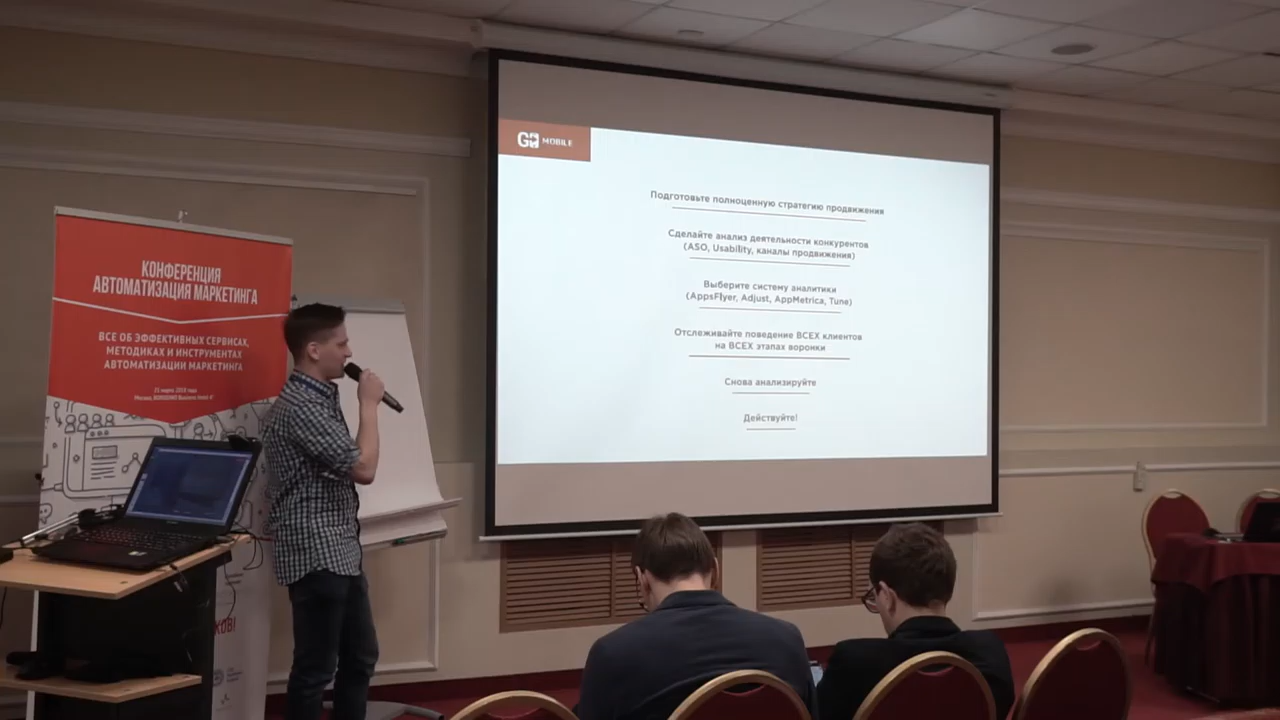 КОНФЕРЕНЦИЯ
АВТОМАТИЗАЦИЯ МАРКЕТИНГА
ВСЕ ОБ ЭФФЕКТИВНЫХ СЕРВИСАХ,
МЕТОДИКАХ И ИНСТРУМЕНТАХ
АВТОМАТИЗАЦИИ МАРКЕТИНГА
MOBILE
Подготовьте полноценную стратегию продвижения
Сделайте анализ деятельности конкурентов
(ASO, Usability, каналы продвижения)
Выберите систему аналитики
(AppsFlyer, Adjust, AppMetrica, Tune)
Отслеживайте поведение ВСЕХ клиентов
на ВСЕХ этапах воронки
Снова анализируйте
Действуйте!